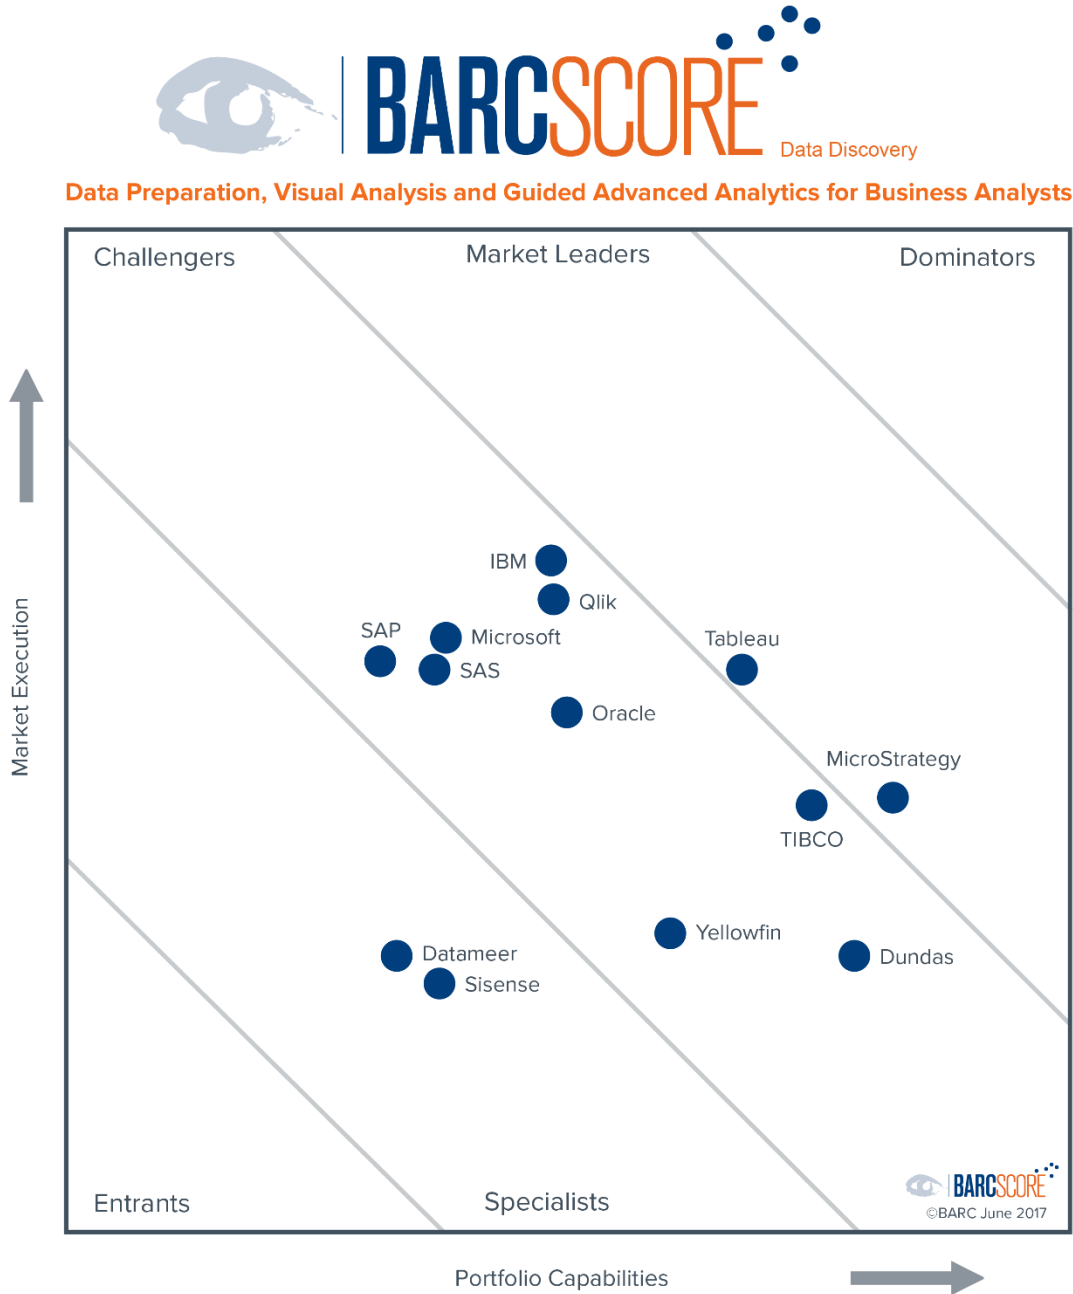 BARCSCORE
Data Discovery
Data Preparation, Visual Analysis and Guided Advanced Analytics for Business Analysts
Challengers
Market Leaders
Dominators
Market Execution
IBM
Qlik
SAP
Microsoft
Tableau
SAS
Oracle
MicroStrategy
TIBCO
Yellowfin
Datameer
Dundas
Sisense
Entrants
Specialists
BARCSCORE
©BARC June 2017
Portfolio Capabilities